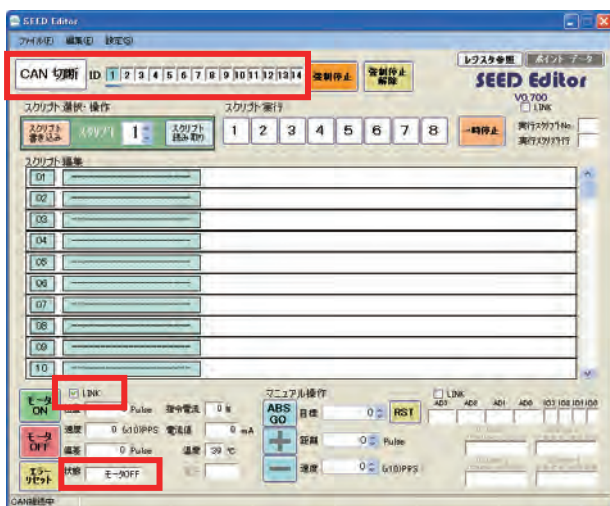 SEED Editor
ファイル(F) 編集(E) 設定(S)
レジスタ参照 ポイントデータ
CAN 切断 ID 1 2 3 4 5 6 7 8 9 10 11 12 13 14 強制停止 強制停止解除
SEED Editor
V0.700
スクリプト選択・操作 スクリプト実行 LINK
スクリプト書き込み スクリプト 1 スクリプト読み取り 1 2 3 4 5 6 7 8 一時停止 実行スクリプトNo.
実行スクリプト行
スクリプト編集
01
02
03
04
05
06
07
08
09
10
モータON LINK マニュアル操作 LINK
0 Pulse 指令電流 0 ABS GO 目標 0 RST AD3 AD2 AD1 AD0 IO3 IO2 IO1 IO0
モータOFF 速度 0 (x10)PPS 電流値 0 mA + 距離 0 Pulse
偏差 0 Pulse 温度 39 ℃
エラーリセット 状態 モータOFF − 速度 0 (x10)PPS
CAN接続中